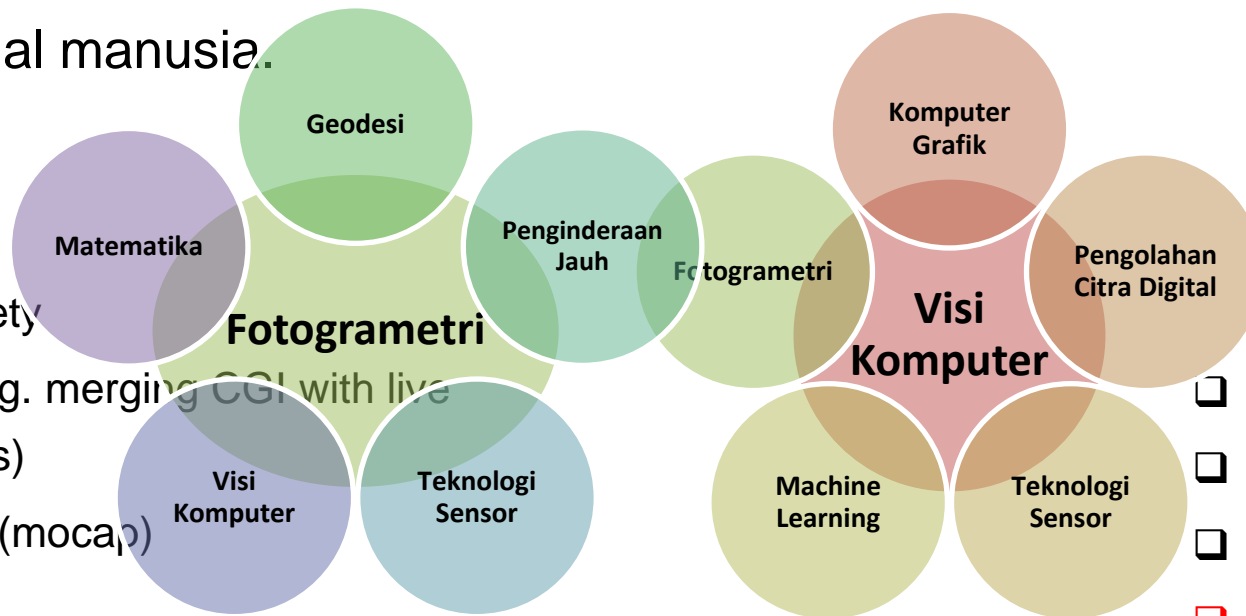 al manusia.
Geodesi
Matematika
Penginderaan
Jauh
Fotogrametri
ety
g. merging CGI with live
s)
(mocap)
Visi
Komputer
Teknologi
Sensor
Komputer
Grafik
Fotogrametri
Pengolahan
Citra Digital
Visi
Komputer
Machine
Learning
Teknologi
Sensor